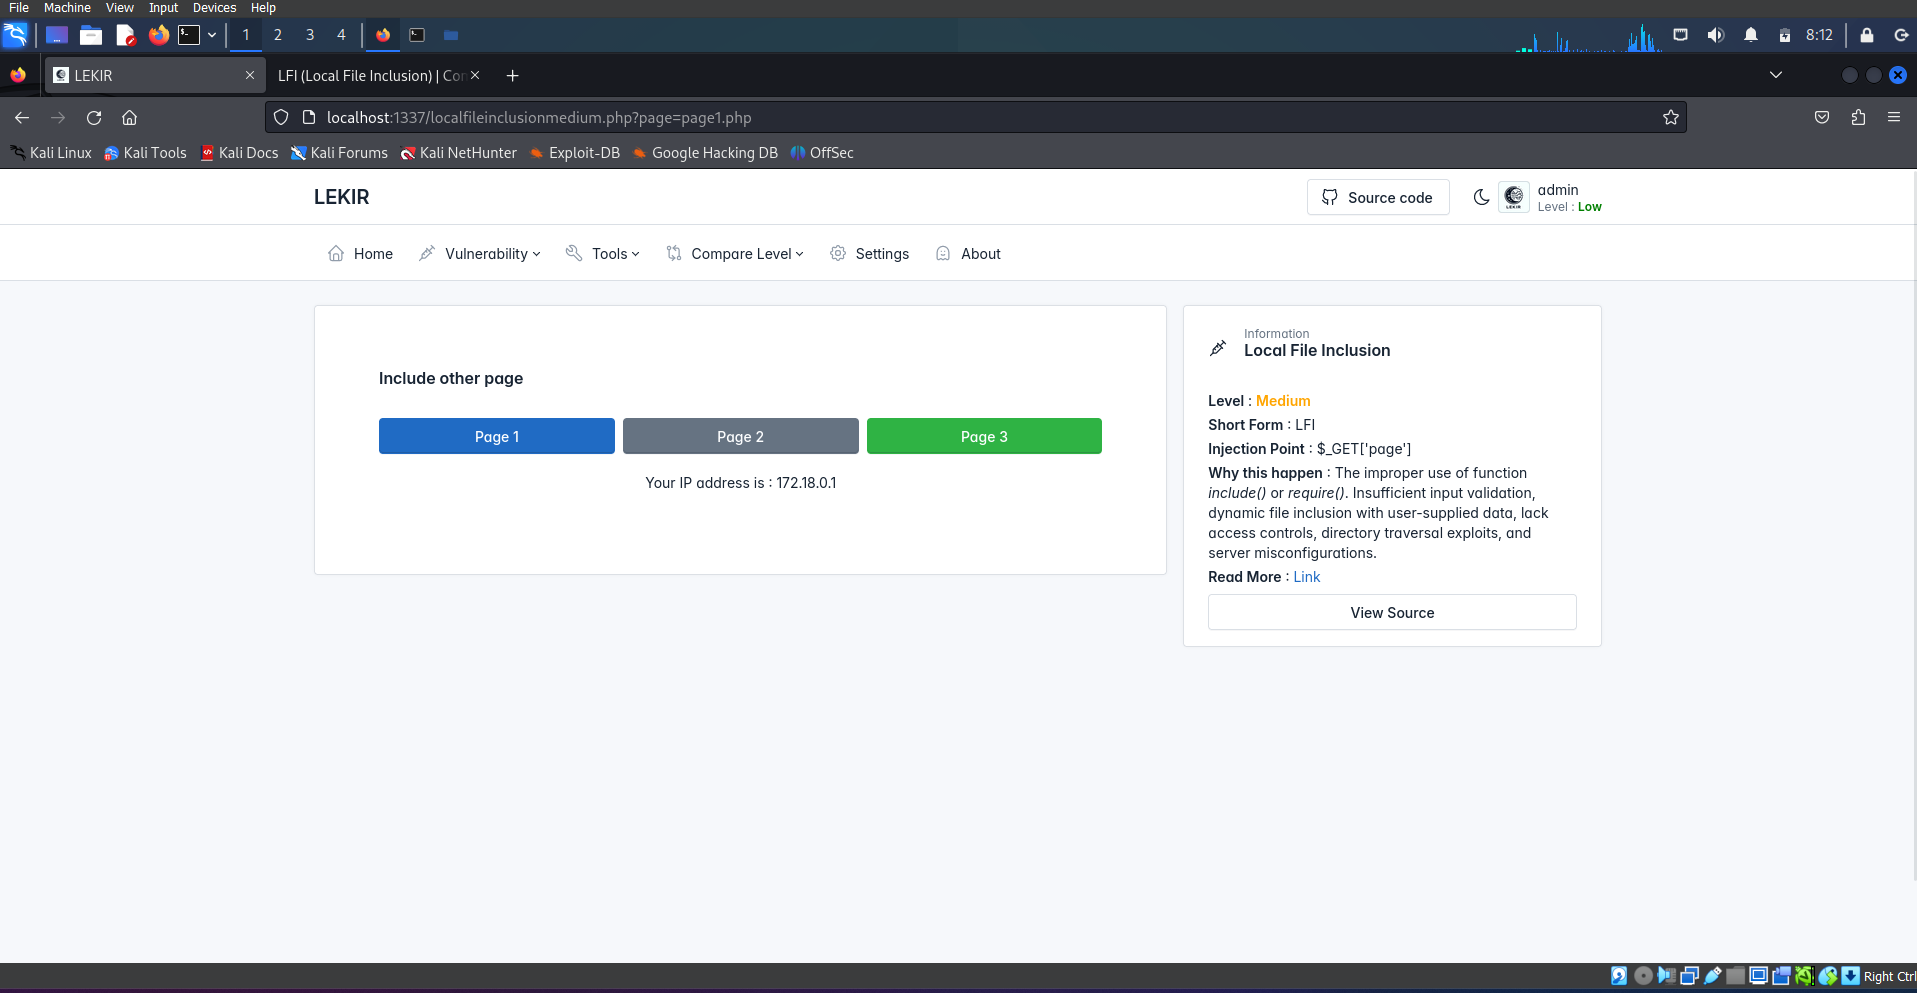 File Machine View Input Devices Help
1 2 3 4 8:12
LEKIR LFI (Local File Inclusion) | Con
localhost:1337/localfileinclusionmedium.php?page=page1.php
Kali Linux Kali Tools Kali Docs Kali Forums Kali NetHunter Exploit-DB Google Hacking DB OffSec
LEKIR Source code admin
Level : Low
Home Vulnerability Tools Compare Level Settings About
Include other page
Page 1 Page 2 Page 3
Your IP address is : 172.18.0.1
Information
Local File Inclusion
Level : Medium
Short Form : LFI
Injection Point : $_GET['page']
Why this happen : The improper use of function
include() or require(). Insufficient input validation,
dynamic file inclusion with user-supplied data, lack
access controls, directory traversal exploits, and
server misconfigurations.
Read More : Link
View Source
Right Ctrl